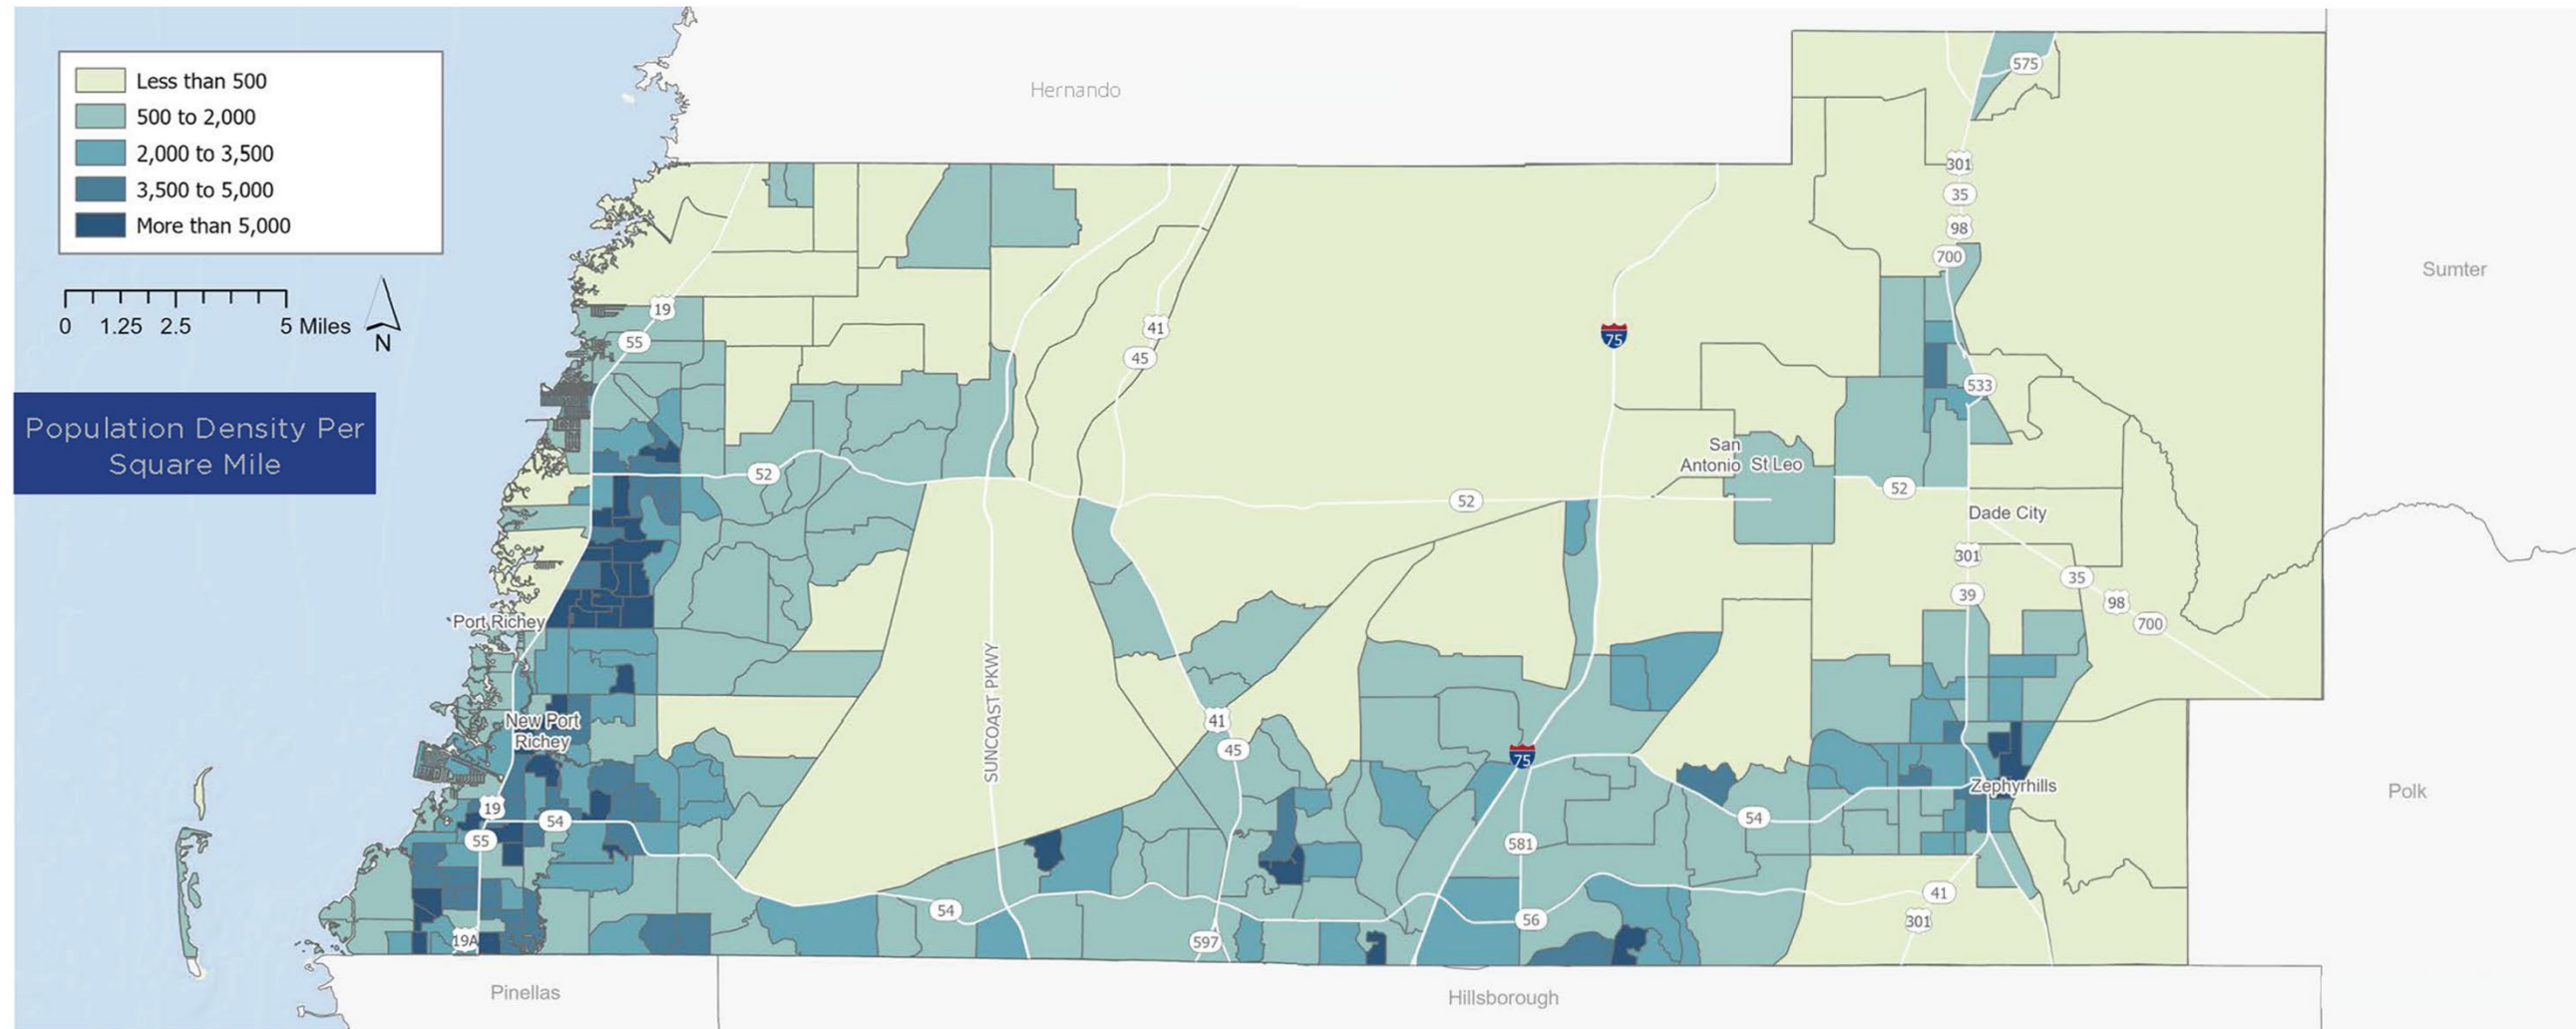 Less than 500
500 to 2,000
2,000 to 3,500
3,500 to 5,000
More than 5,000
0 1.25 2.5 5 Miles
N
Population Density Per
Square Mile
Hernando
575
301
35
98
700
Sumter
19
55
41
45
75
533
San
Antonio St Leo
52
52
52
Dade City
301
39
35
98
700
Port Richey
SUNCOAST PKWY
New Port
Richey
41
45
75
Zephyrhills
Polk
19
54
55
54
581
54
56
41
301
19A
597
Pinellas
Hillsborough